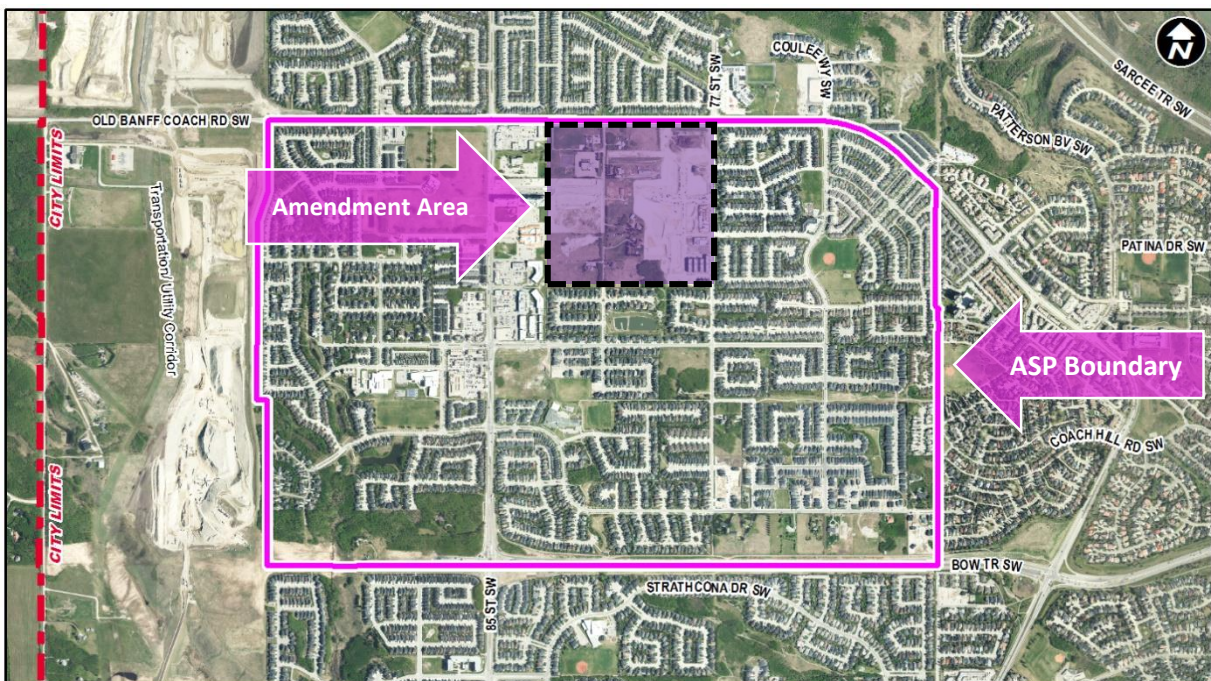 N
SARCEE TR SW
COULEE WY SW
77 ST SW
PATTERSON BV SW
OLD BANFF COACH RD SW
CITY LIMITS
Transportation/ Utility Corridor
Amendment Area
PATINA DR SW
ASP Boundary
COACH HILL RD SW
CITY LIMITS
BOW TR SW
STRATHCONA DR SW
85 ST SW